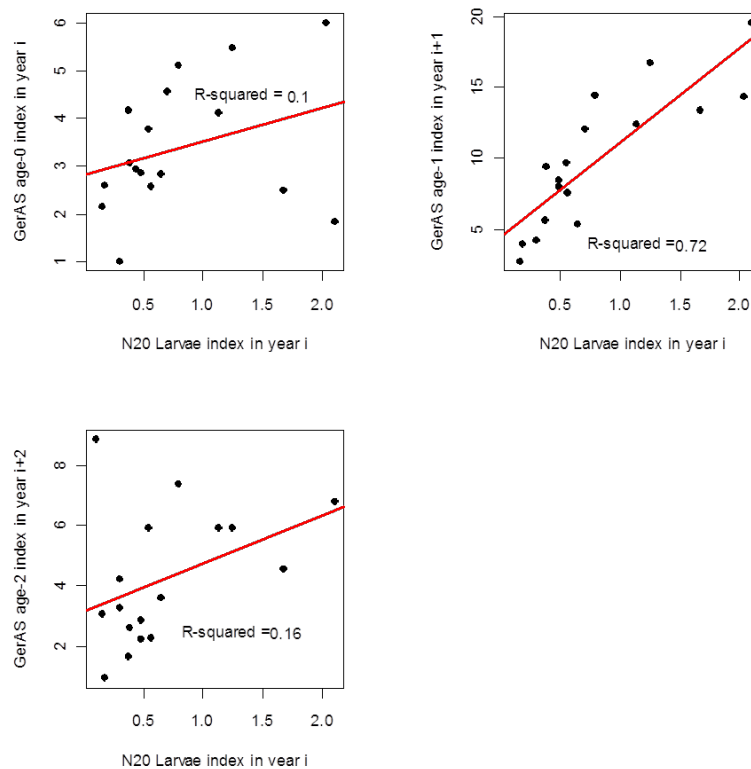 GerAS age-0 index in year i
6
5
4
3
2
1
R-squared = 0.1
0.5 1.0 1.5 2.0
N20 Larvae index in year i
GerAS age-1 index in year i+1
20
15
10
5
R-squared =0.72
0.5 1.0 1.5 2.0
N20 Larvae index in year i
GerAS age-2 index in year i+2
8
6
4
2
R-squared =0.16
0.5 1.0 1.5 2.0
N20 Larvae index in year i